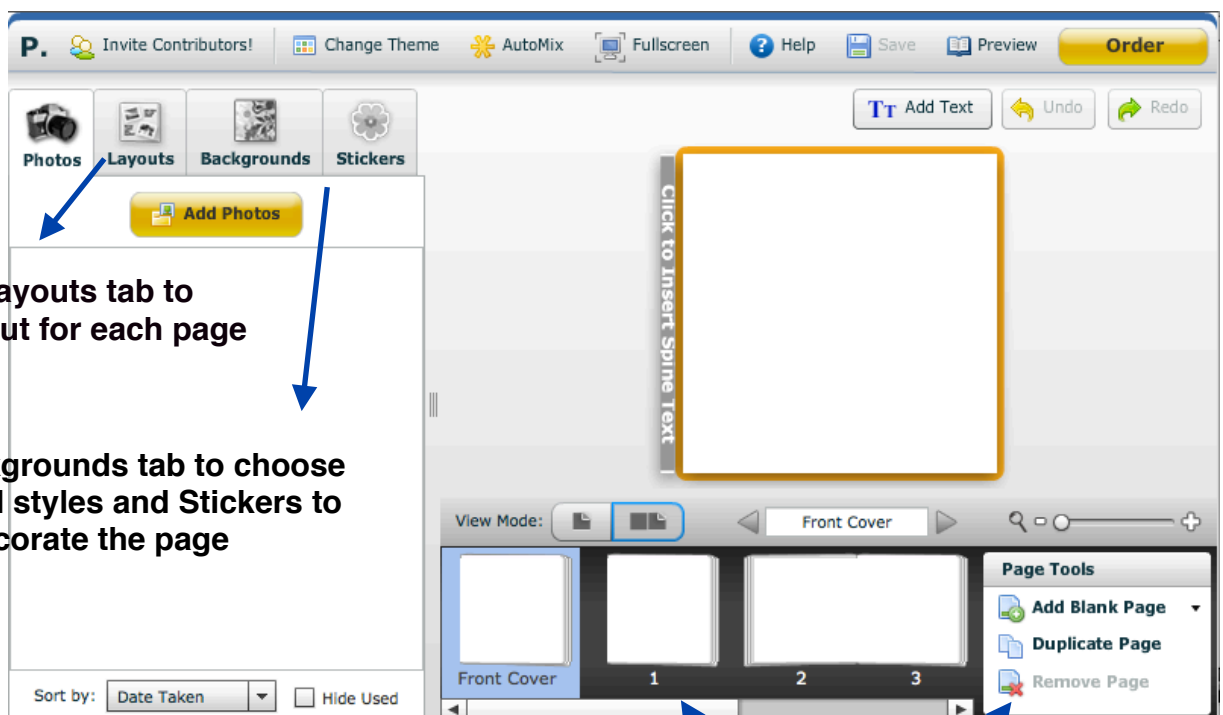 P. Invite Contributors! Change Theme AutoMix Fullscreen Help Save Preview Order
Photos Layouts Backgrounds Stickers
TT Add Text Undo Redo
Add Photos
Click to Insert Spine Text
ayouts tab to
ut for each page
kgrounds tab to choose
styles and Stickers to
corate the page
View Mode: Front Cover
Page Tools
Add Blank Page
Duplicate Page
Remove Page
Front Cover 1 2 3
Sort by: Date Taken Hide Used